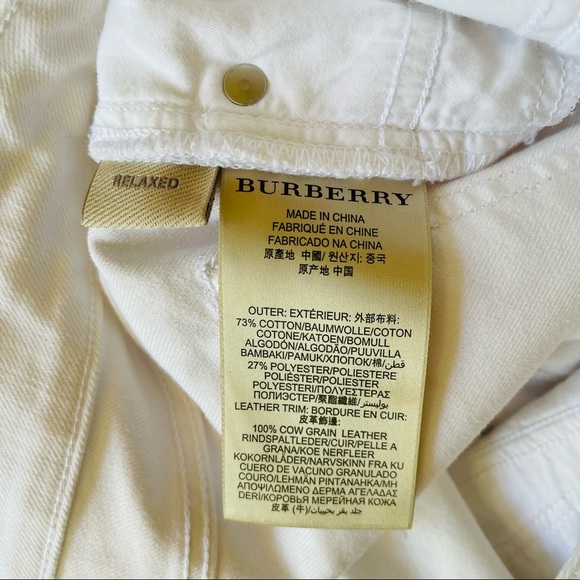 RELAXED
BURBERRY
MADE IN CHINA
FABRIQUÉ EN CHINE
FABRICADO NA CHINA
原產地 中國/ 원산지: 중국
原产地 中国
OUTER: EXTÉRIEUR: 外部布料:
73% COTTON/BAUMWOLLE/COTON
COTONE/KATOEN/BOMULL
ALGODÓN/ALGODÃO/PUUVILLA
BAMBAKI/PAMUK/ХЛОПОК/棉/قطن
27% POLYESTER/POLIESTERE
POLIÉSTER/POLIESTER
POLYESTERI/POLYESTER
ПОЛИЭСТЕР/聚酯纖維/بوليستر
LEATHER TRIM: BORDURE EN CUIR:
皮革飾邊:
100% COW GRAIN LEATHER
RINDSPALTLEDER/CUIR/PELLE A
GRANA/KOE NERFLEER
KOKORNLÄDER/NARVSKINN FRA KU
CUERO DE VACUNO GRANULADO
COURO/LEHMÄN PINTANAHKA/ΜΗ
ΑΠΟΨΙΛΩΜΕΝΟ ΔΕΡΜΑ ΑΓΕΛΑΔΑΣ
DERİ/КОРОВЬЯ МЕРЕЙНАЯ КОЖА
皮革 (牛)/جلد بقر بحبيبات